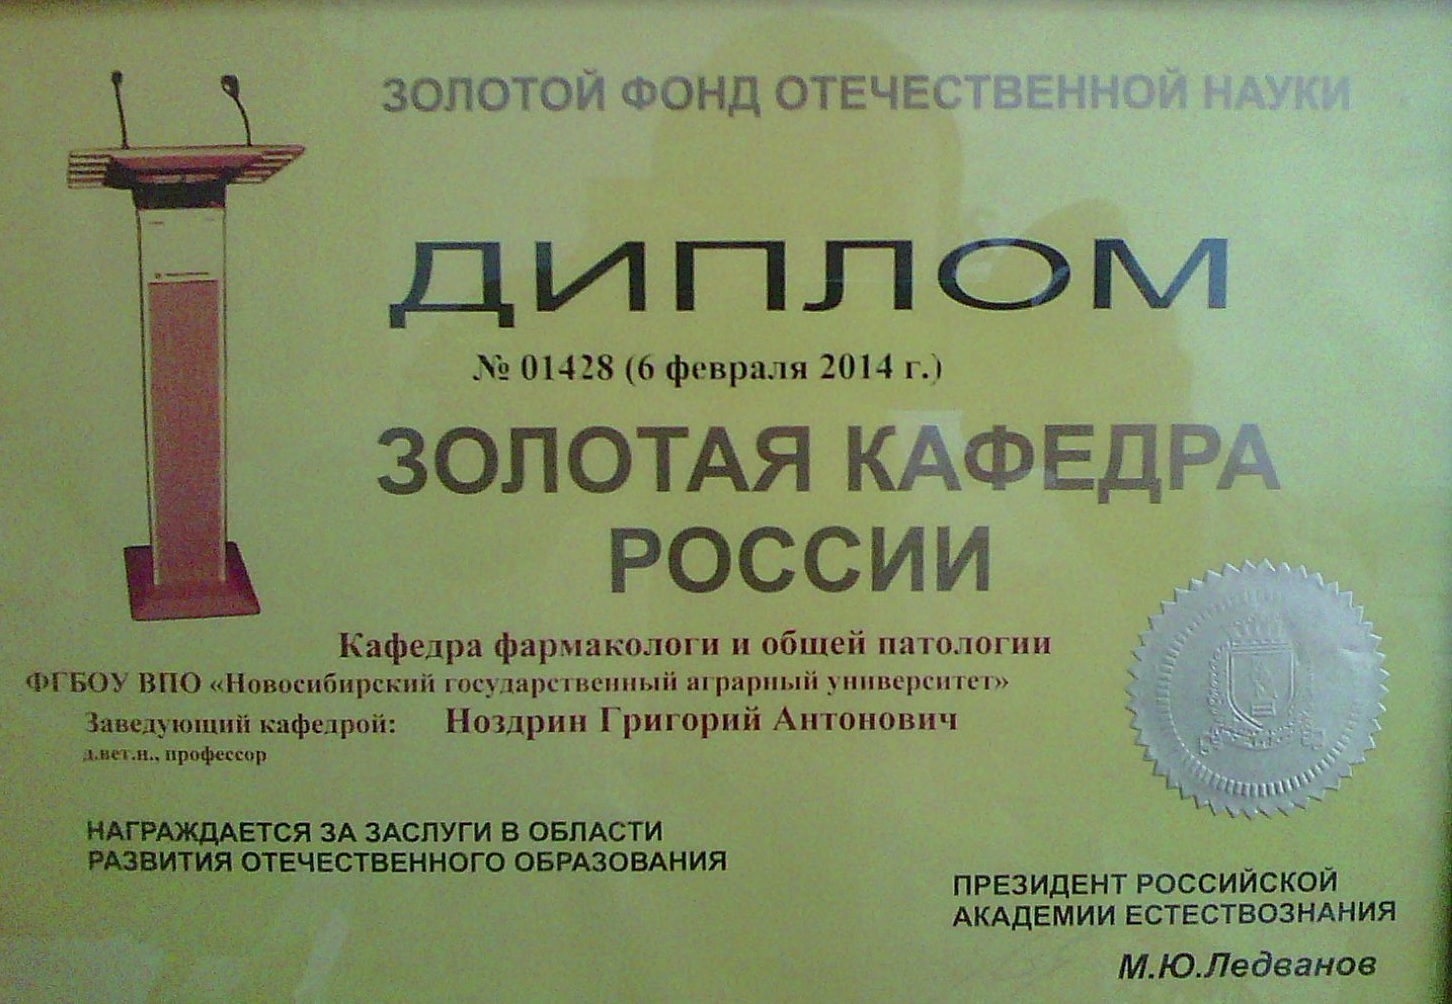 ЗОЛОТОЙ ФОНД ОТЕЧЕСТВЕННОЙ НАУКИ
ДИПЛОМ
№ 01428 (6 февраля 2014 г.)
ЗОЛОТАЯ КАФЕДРА
РОССИИ
Кафедра фармакологи и общей патологии
ФГБОУ ВПО «Новосибирский государственный аграрный университет»
Заведующий кафедрой: Ноздрин Григорий Антонович
д.вет.н., профессор
НАГРАЖДАЕТСЯ ЗА ЗАСЛУГИ В ОБЛАСТИ
РАЗВИТИЯ ОТЕЧЕСТВЕННОГО ОБРАЗОВАНИЯ
ПРЕЗИДЕНТ РОССИЙСКОЙ
АКАДЕМИИ ЕСТЕСТВОЗНАНИЯ
М.Ю.Ледванов